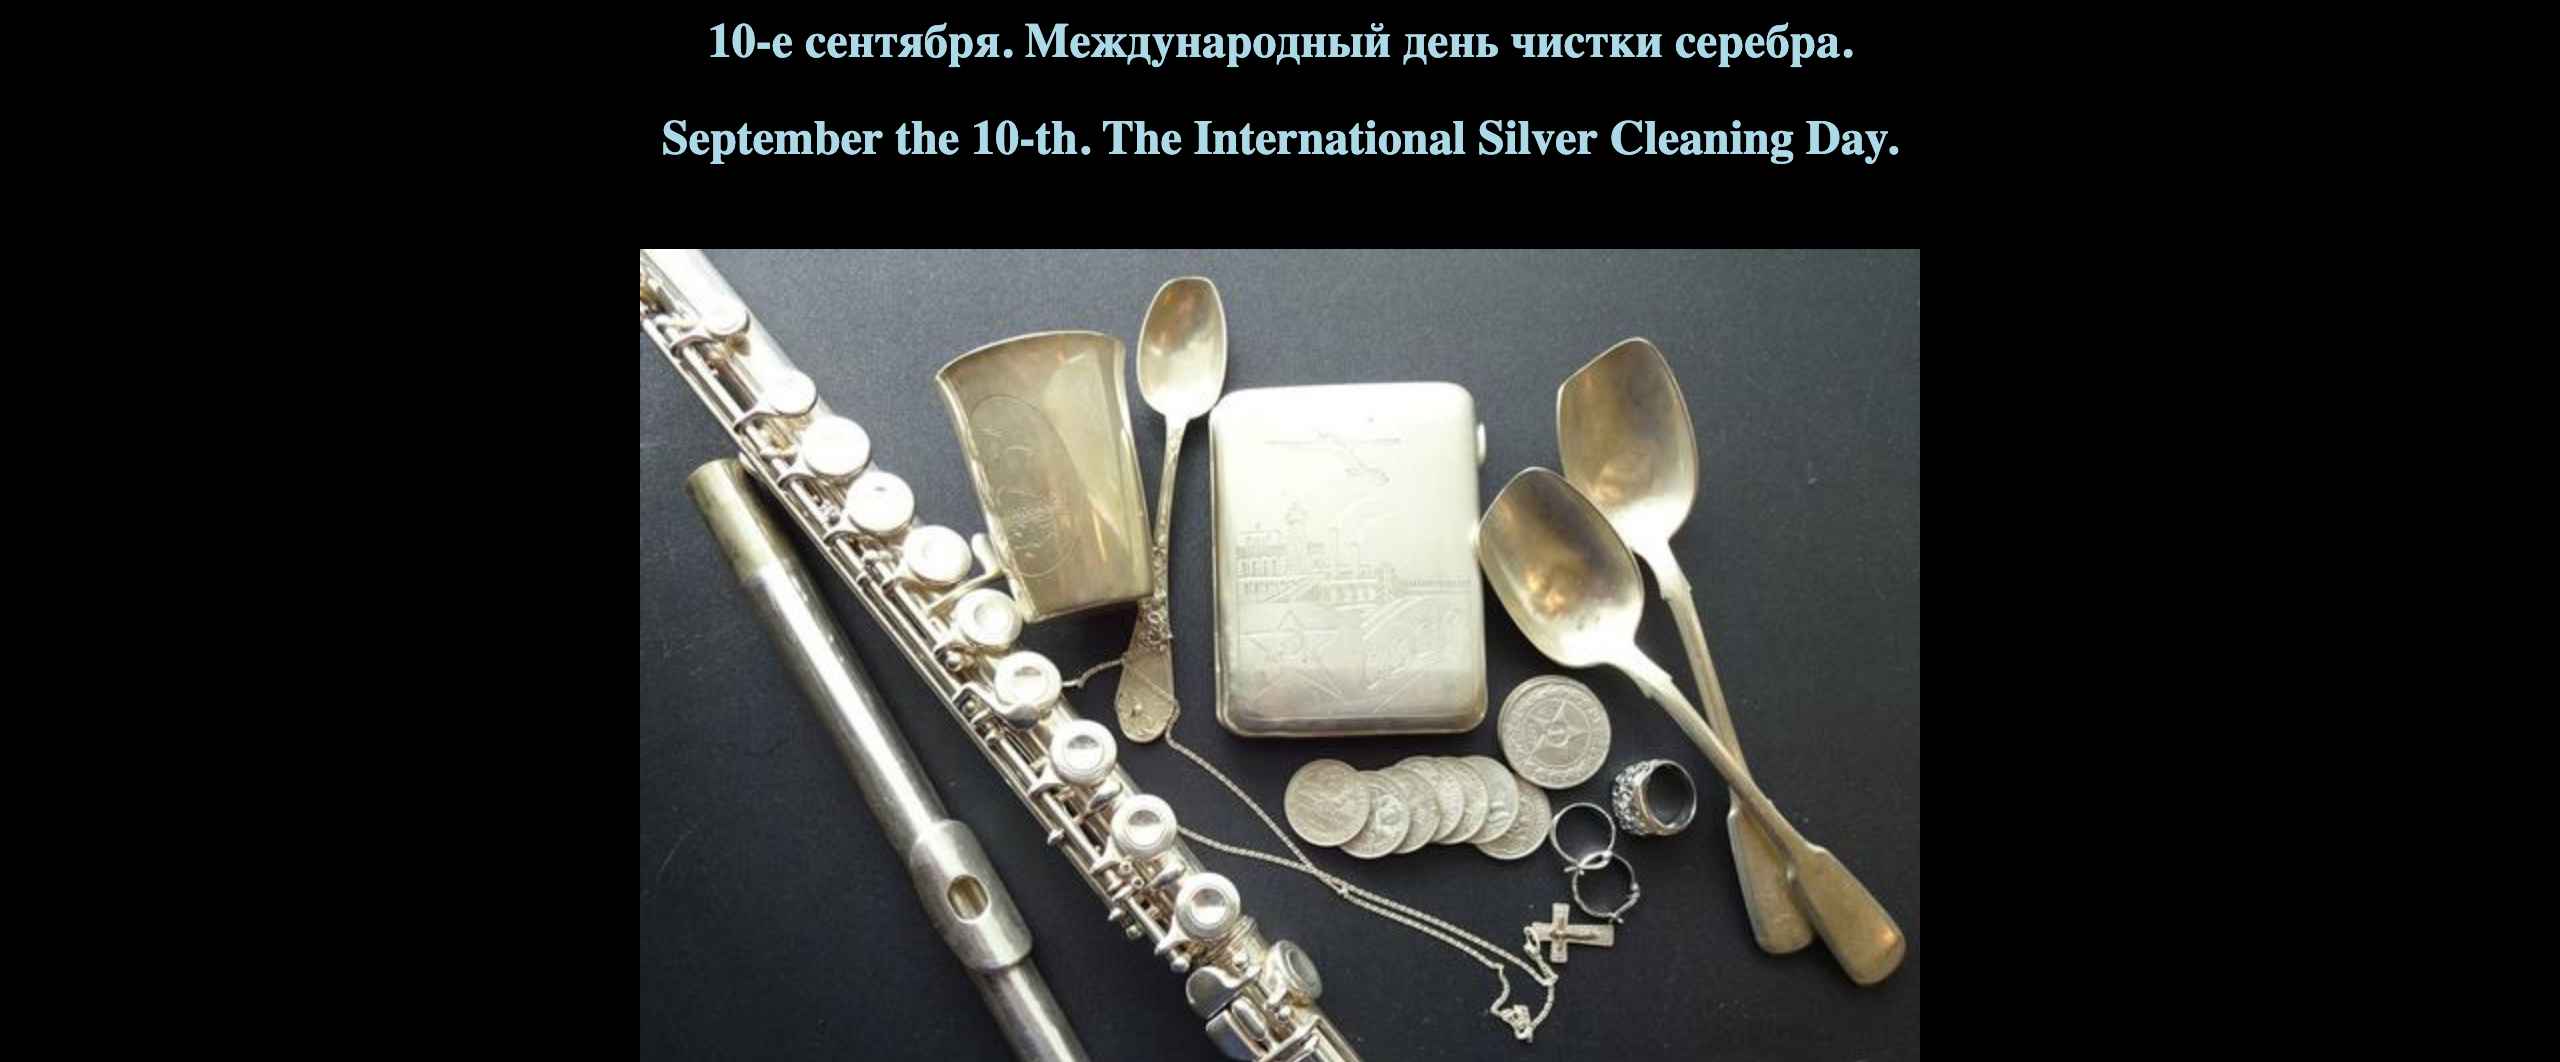 10-е сентября. Международный день чистки серебра.
September the 10-th. The International Silver Cleaning Day.